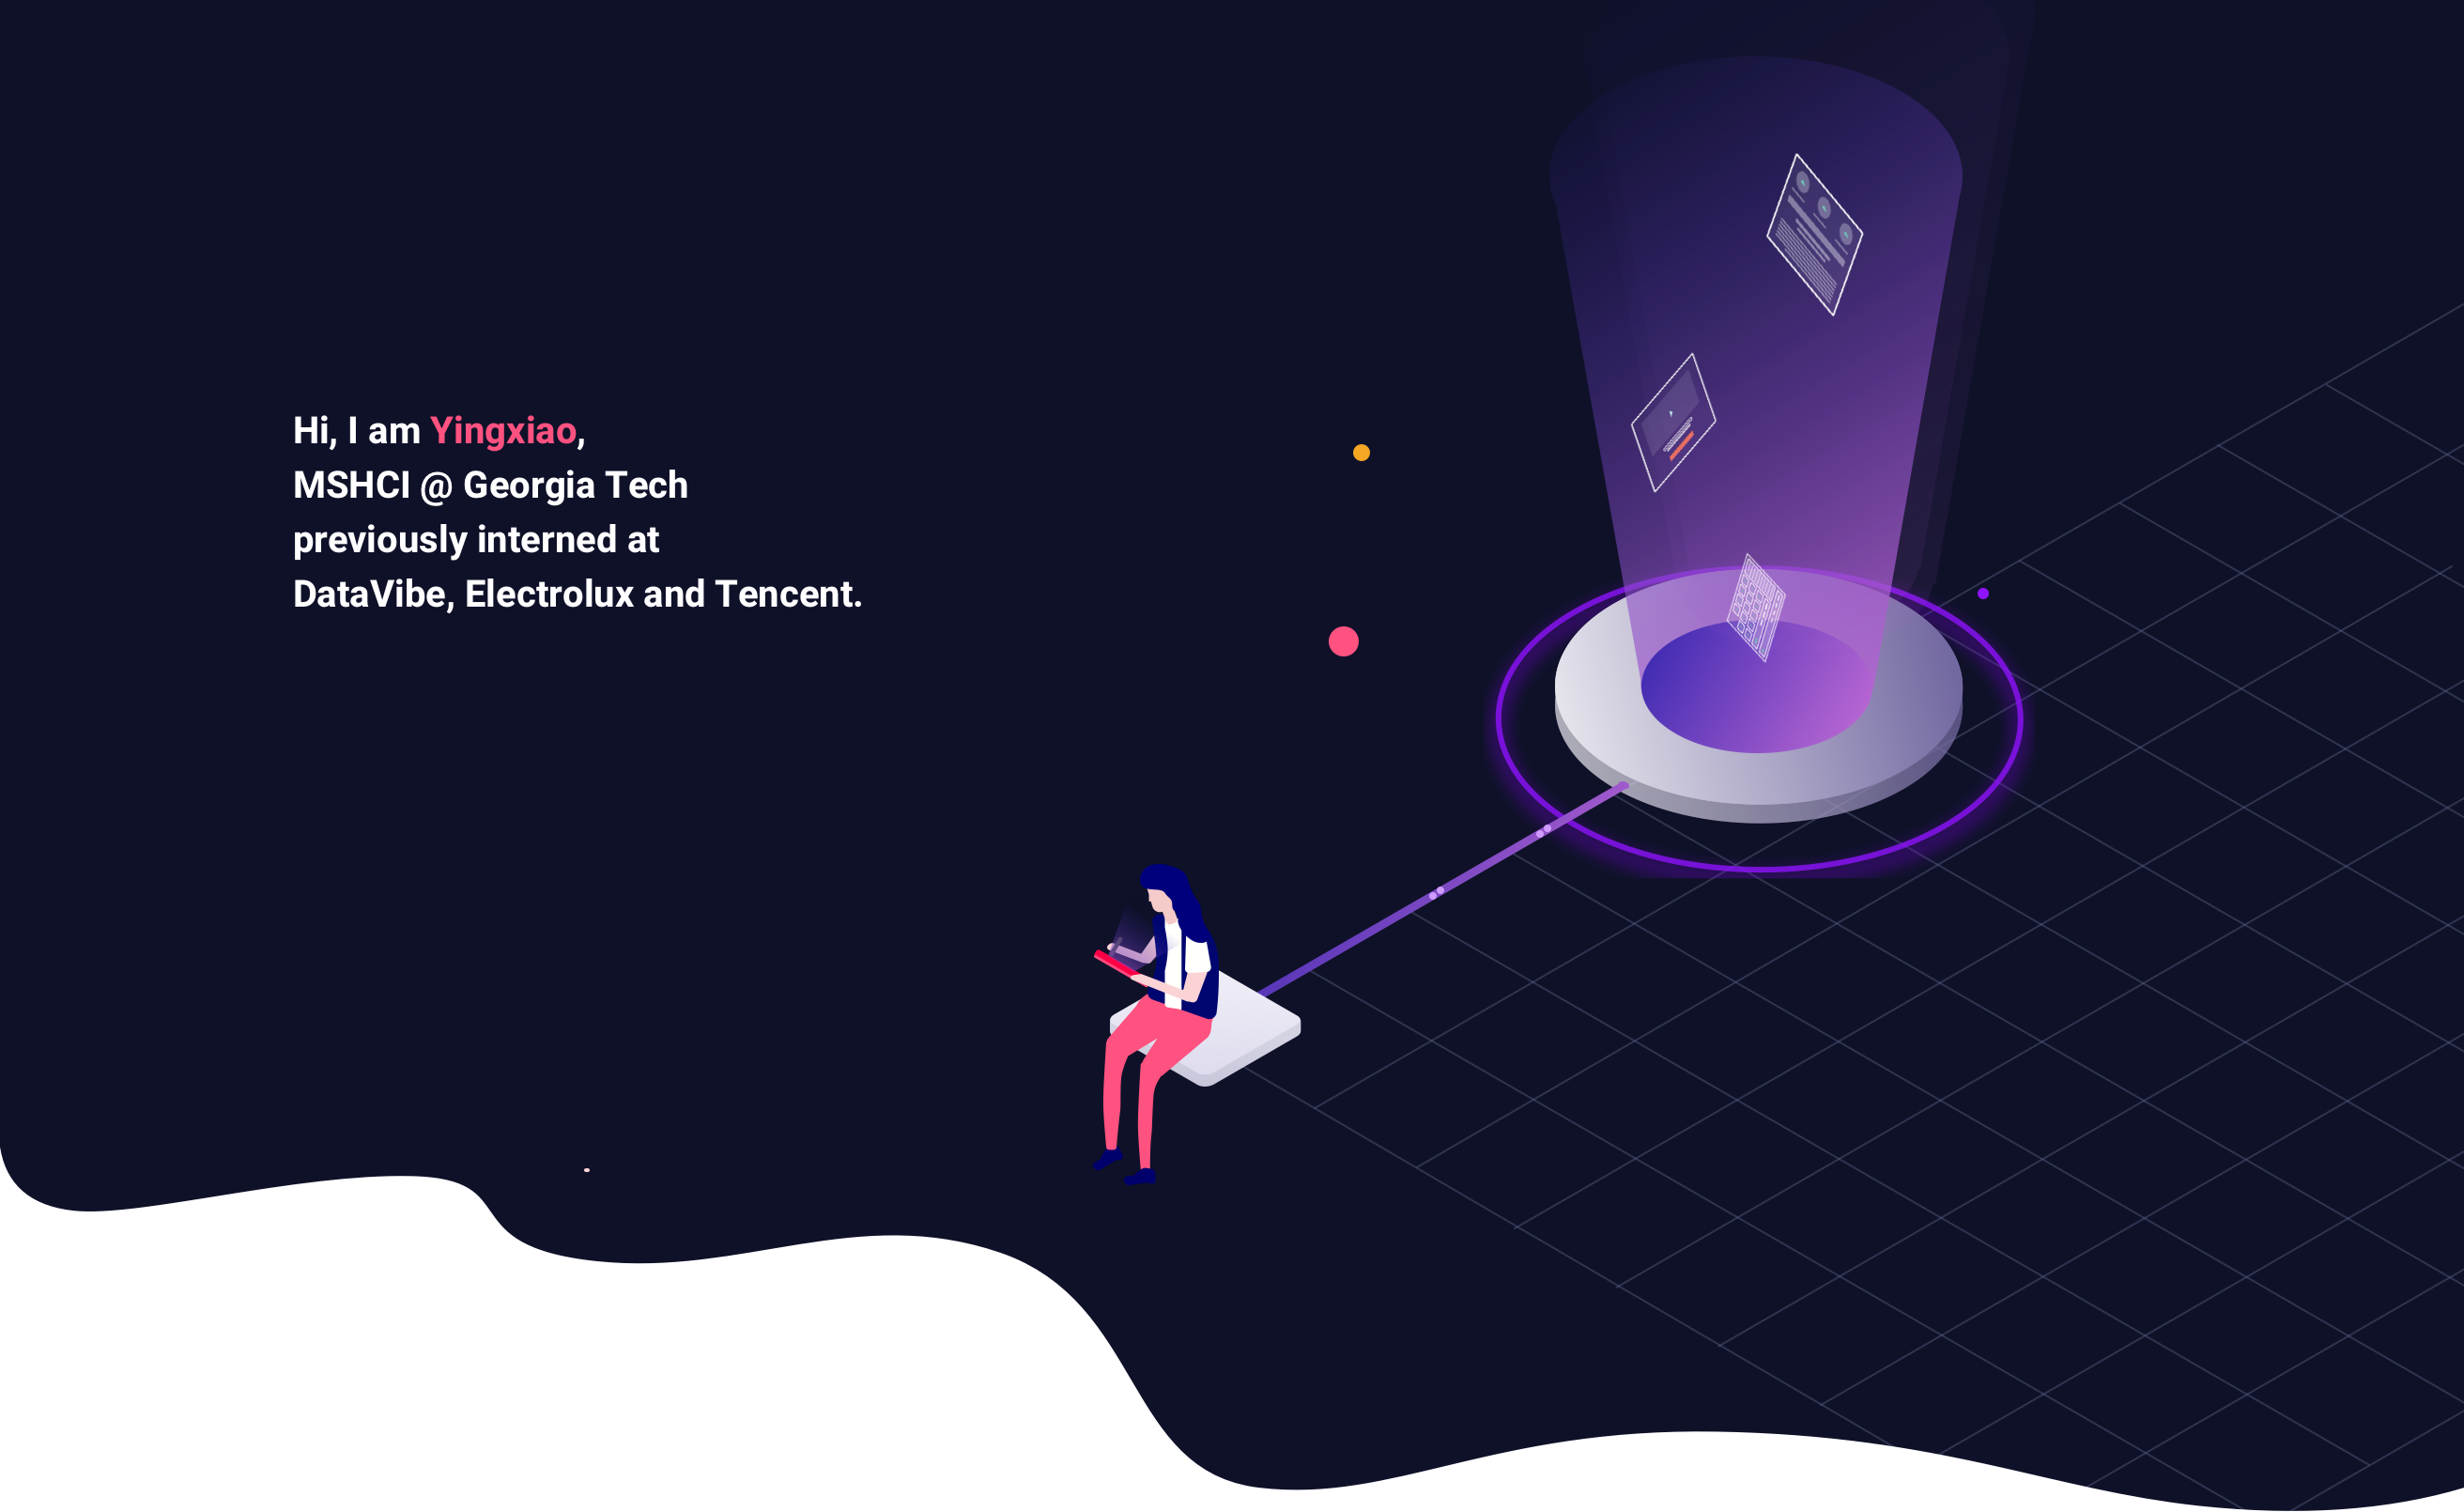 Hi, I am Yingxiao,
MSHCI @ Georgia Tech
previously interned at
DataVibe, Electrolux and Tencent.